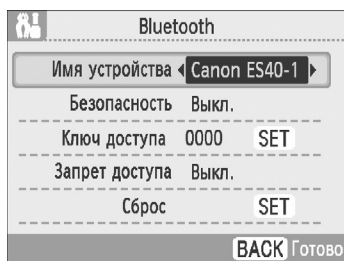 Bluetooth
Имя устройства Canon ES40-1
Безопасность Выкл.
Ключ доступа 0000 SET
Запрет доступа Выкл.
Сброс SET
BACK Готово